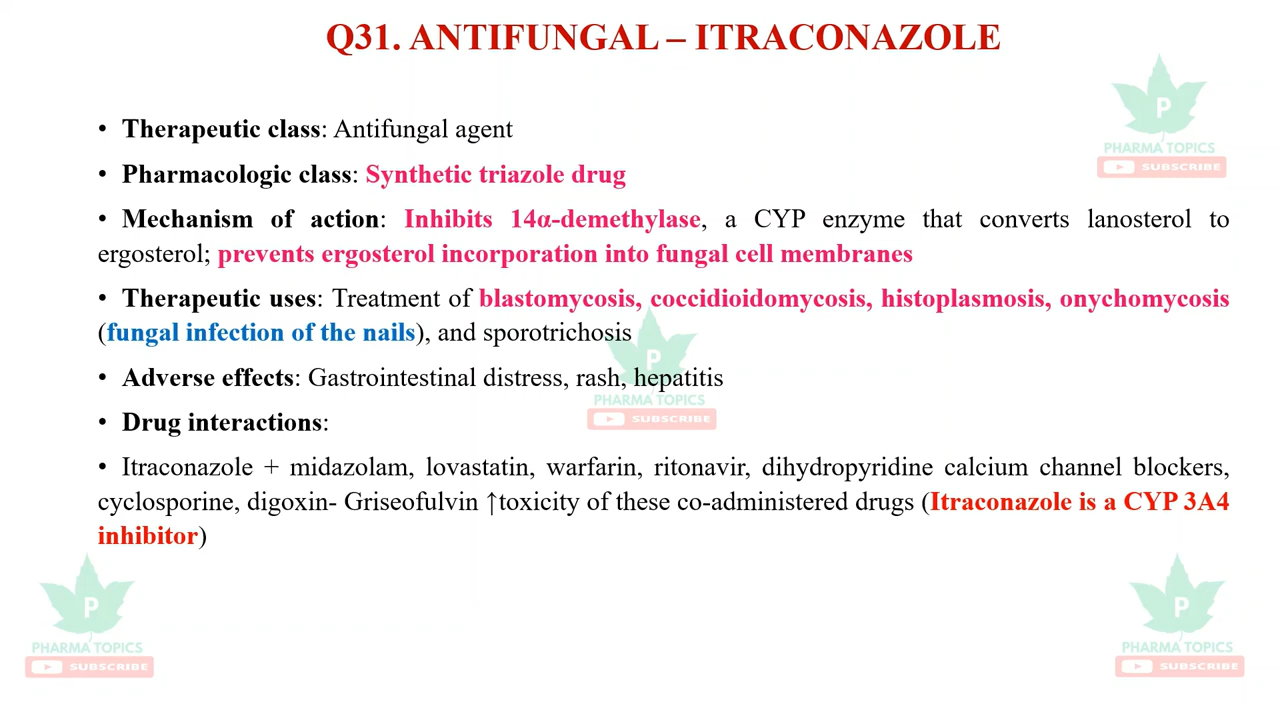 Q31. ANTIFUNGAL – ITRACONAZOLE
P
PHARMA TOPICS
SUBSCRIBE
• Therapeutic class: Antifungal agent
• Pharmacologic class: Synthetic triazole drug
• Mechanism of action: Inhibits 14α-demethylase, a CYP enzyme that converts lanosterol to
ergosterol; prevents ergosterol incorporation into fungal cell membranes
• Therapeutic uses: Treatment of blastomycosis, coccidioidomycosis, histoplasmosis, onychomycosis
(fungal infection of the nails), and sporotrichosis
P
• Adverse effects: Gastrointestinal distress, rash, hepatitis
PHARMA TOPICS
SUBSCRIBE
• Drug interactions:
• Itraconazole + midazolam, lovastatin, warfarin, ritonavir, dihydropyridine calcium channel blockers,
cyclosporine, digoxin- Griseofulvin ↑toxicity of these co-administered drugs (Itraconazole is a CYP 3A4
inhibitor)
P
PHARMA TOPICS
SUBSCRIBE
P
PHARMA TOPICS
SUBSCRIBE